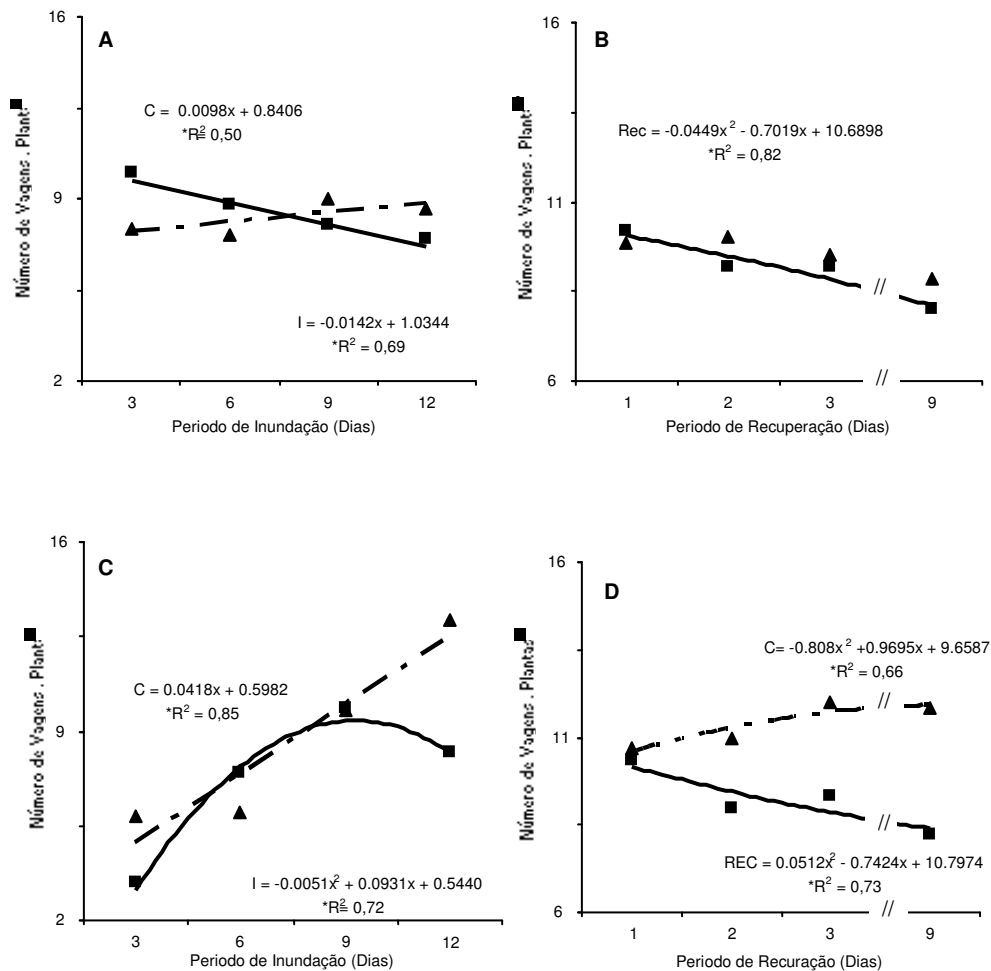 16
A
C = 0.0098x + 0.8406
*R² = 0,50
9
I = -0.0142x + 1.0344
*R² = 0,69
2
3 6 9 12
Periodo de Inundação (Dias)
Número de Vagens . Plant
16
B
Rec = -0.0449x² - 0.7019x + 10.6898
*R² = 0,82
11
//
6
//
1 2 3 9
Periodo de Recuperação (Dias)
Número de Vagens . Plant
16
C
C = 0.0418x + 0.5982
*R² = 0,85
9
I = -0.0051x² + 0.0931x + 0.5440
*R² = 0,72
2
3 6 9 12
Periodo de Inundação (Dias)
Número de Vagens . Plant
16
D
C= -0.808x² +0.9695x + 9.6587
*R² = 0,66
//
11
//
REC = 0.0512x² - 0.7424x + 10.7974
*R² = 0,73
6
//
1 2 3 9
Periodo de Recuração (Dias)
Número de Vagens . Plantas